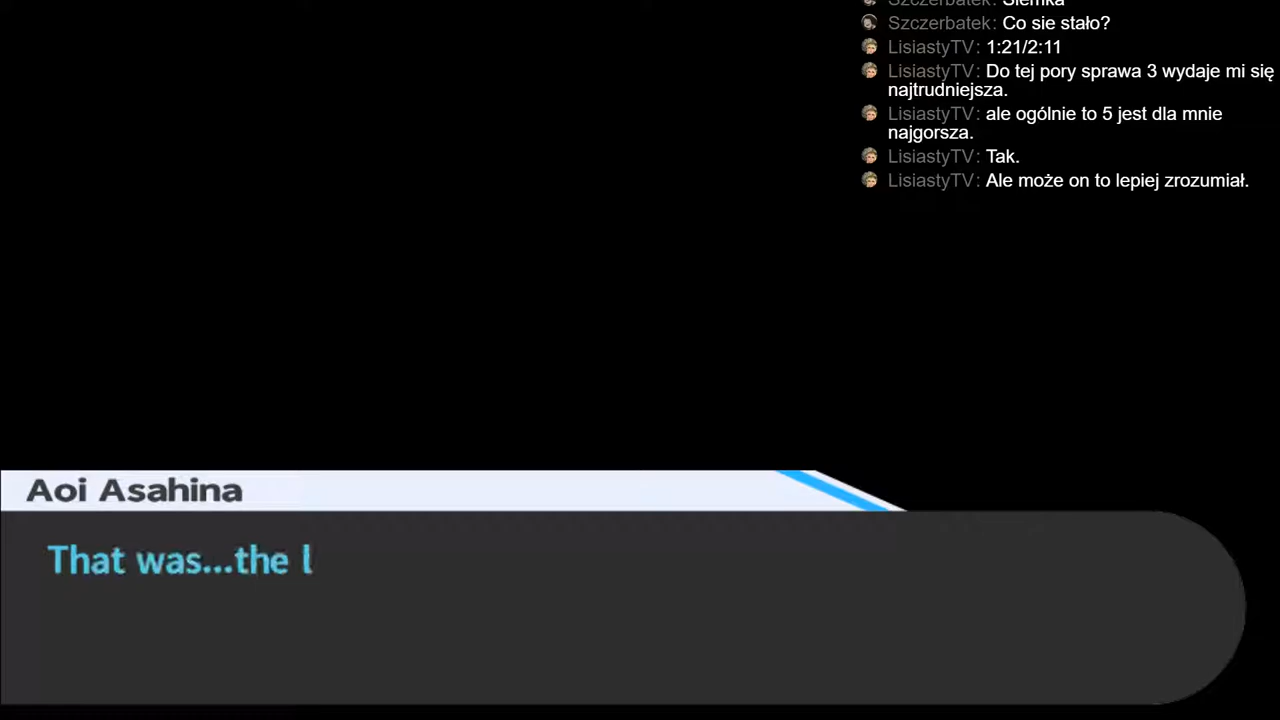 Szczerbatek: Siemka
Szczerbatek: Co sie stało?
LisiastyTV: 1:21/2:11
LisiastyTV: Do tej pory sprawa 3 wydaje mi się
najtrudniejsza.
LisiastyTV: ale ogólnie to 5 jest dla mnie
najgorsza.
LisiastyTV: Tak.
LisiastyTV: Ale może on to lepiej zrozumiał.
Aoi Asahina
That was...the l